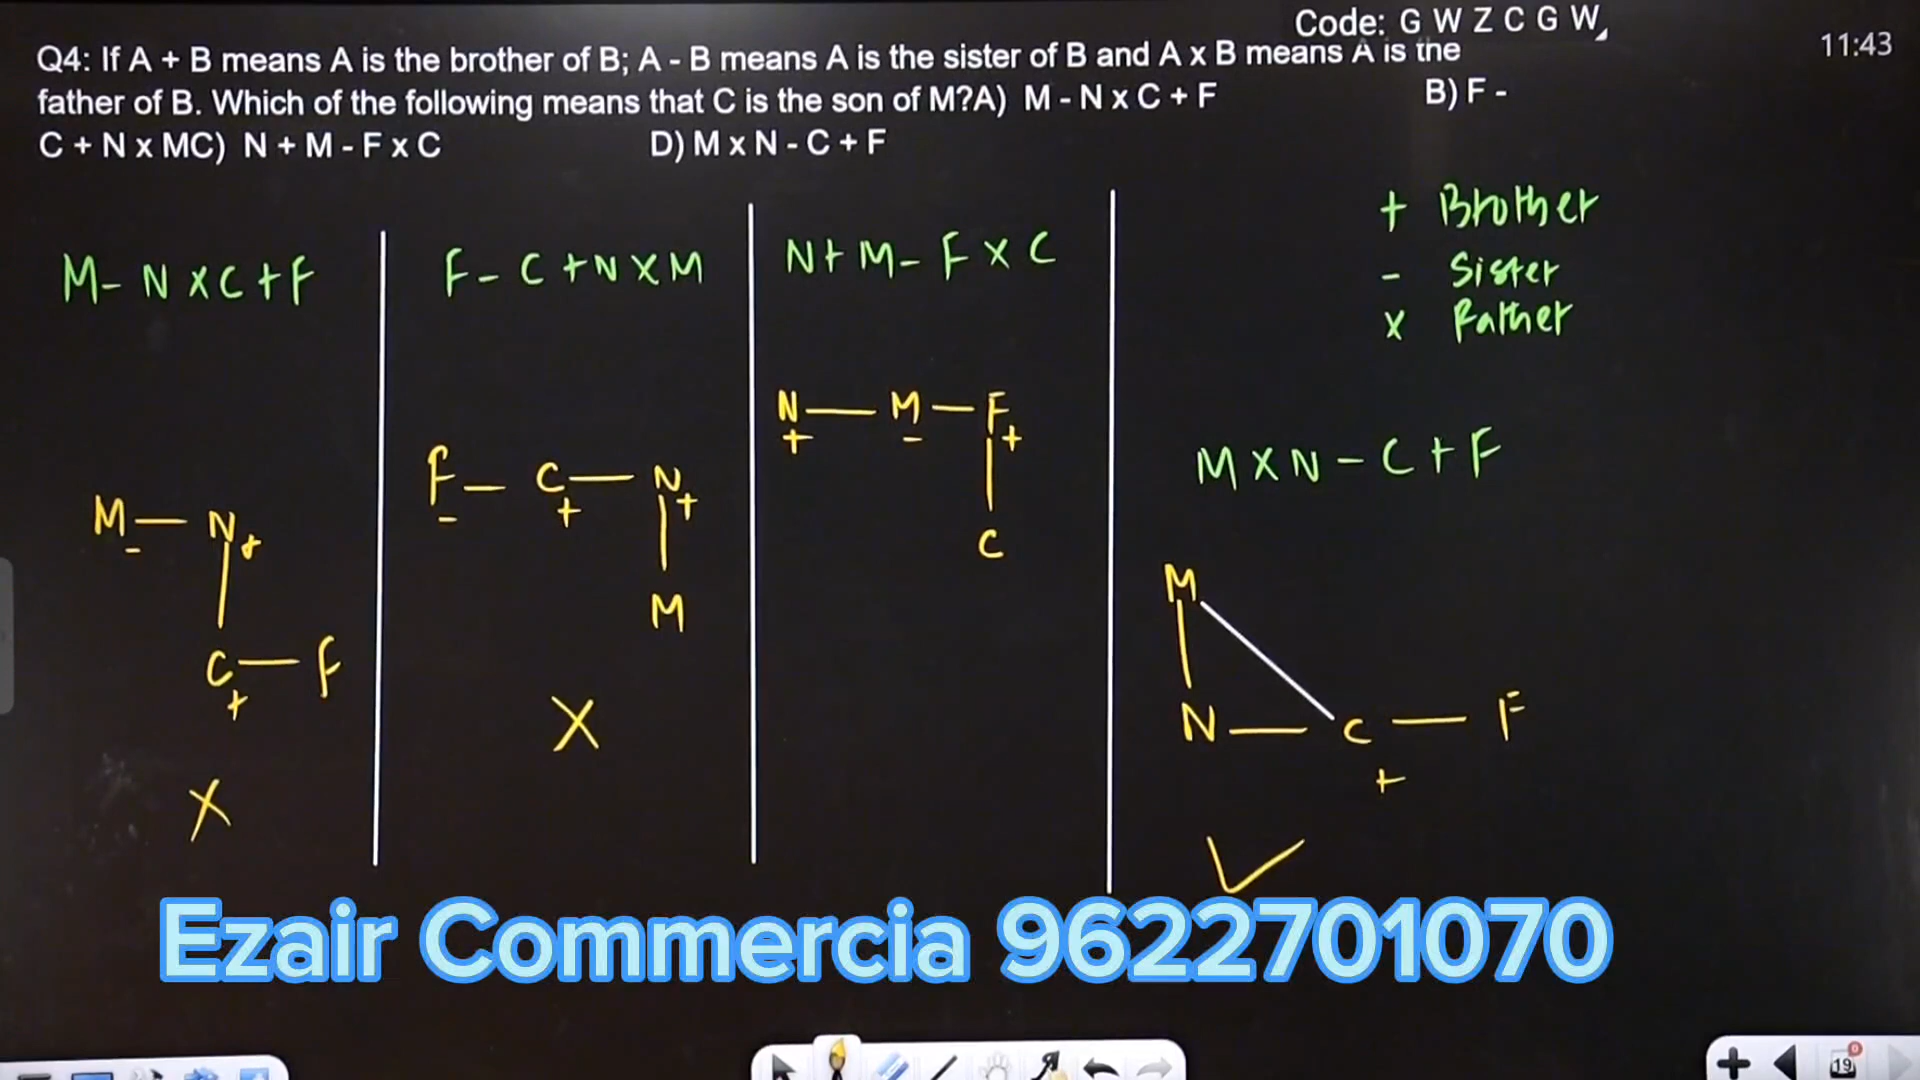 Code: G W Z C G W
11:43
Q4: If A + B means A is the brother of B; A - B means A is the sister of B and A x B means A is the
father of B. Which of the following means that C is the son of M?A) M - N x C + F B) F -
C + N x MC) N + M - F x C D) M x N - C + F
+ Brother
- Sister
x Father
M - N x C + F
F - C + N x M
N + M - F x C
M x N - C + F
M — N
- +
C — F
+
X
F — C — N
- + +
M
X
N — M — F
+ - +
C
M
N — C — F
+
Ezair Commercia 9622701070
19
0